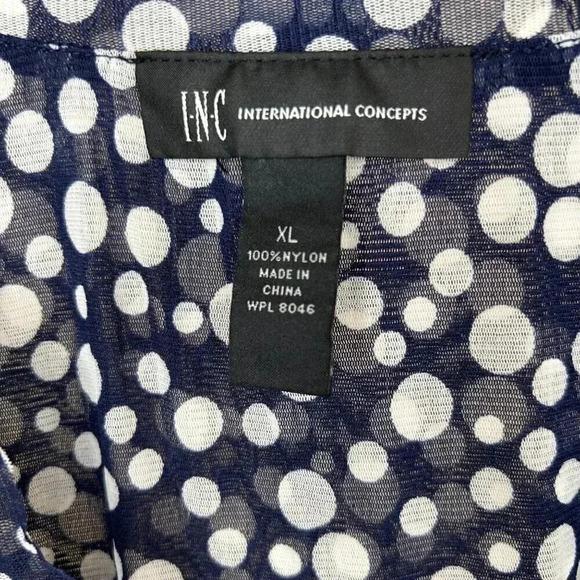 I·N·C INTERNATIONAL CONCEPTS
XL
100% NYLON
MADE IN
CHINA
WPL 8046